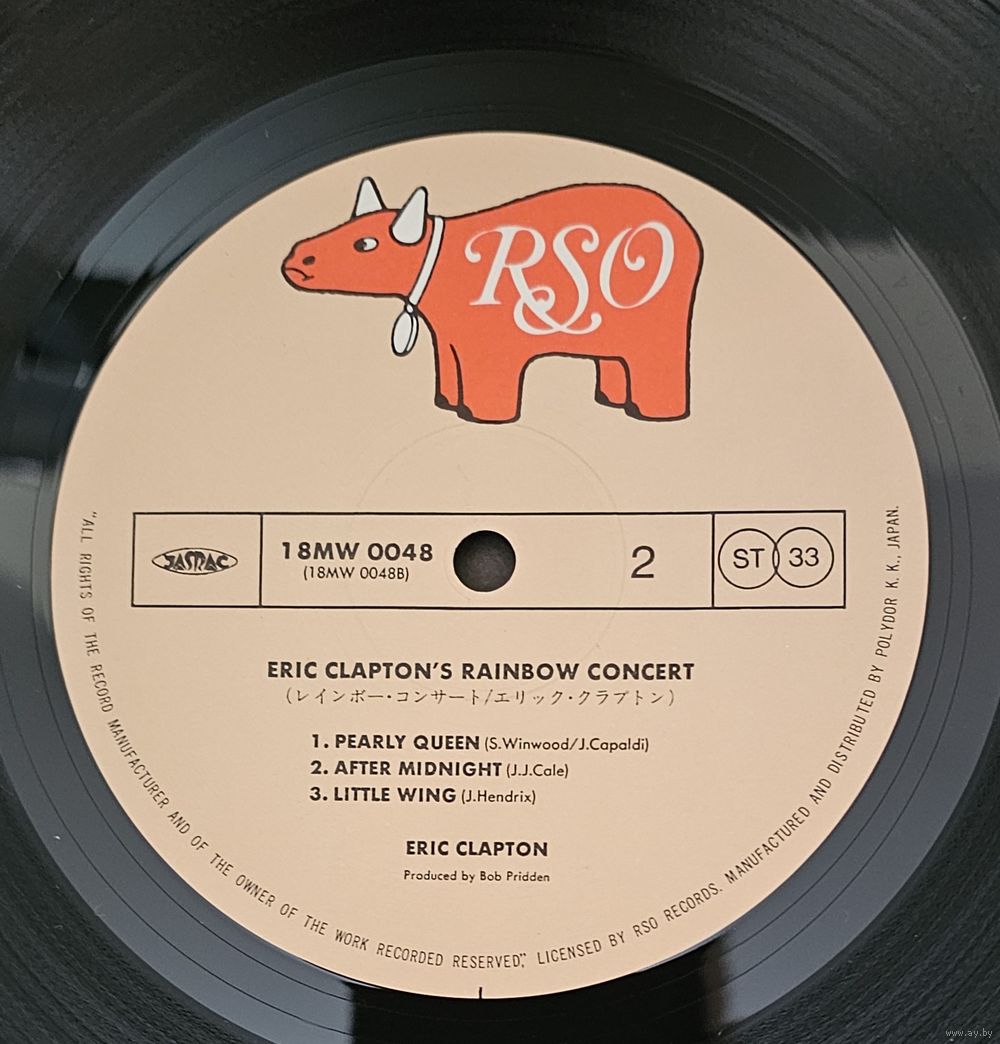 RSO
JASRAC
18MW 0048
(18MW 0048B)
2
ST 33
ERIC CLAPTON'S RAINBOW CONCERT
(レインボー・コンサート/エリック・クラプトン)
1. PEARLY QUEEN (S.Winwood/J.Capaldi)
2. AFTER MIDNIGHT (J.J.Cale)
3. LITTLE WING (J.Hendrix)
ERIC CLAPTON
Produced by Bob Pridden
"ALL RIGHTS OF THE RECORD MANUFACTURER AND OF THE OWNER OF THE WORK RECORDED RESERVED," LICENSED BY RSO RECORDS. MANUFACTURED AND DISTRIBUTED BY POLYDOR K. K., JAPAN.
www.ay.by